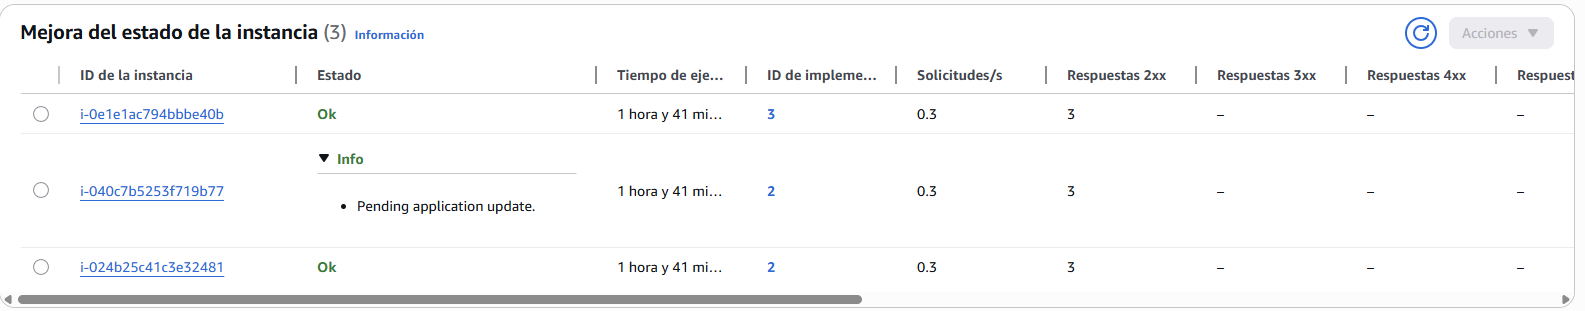 Mejora del estado de la instancia (3) Información
Acciones
ID de la instancia Estado Tiempo de eje... ID de impleme... Solicitudes/s Respuestas 2xx Respuestas 3xx Respuestas 4xx Respuest
i-0e1e1ac794bbbe40b Ok 1 hora y 41 mi... 3 0.3 3 – – –
Info
i-040c7b5253f719b77 1 hora y 41 mi... 2 0.3 3 – – –
Pending application update.
i-024b25c41c3e32481 Ok 1 hora y 41 mi... 2 0.3 3 – – –